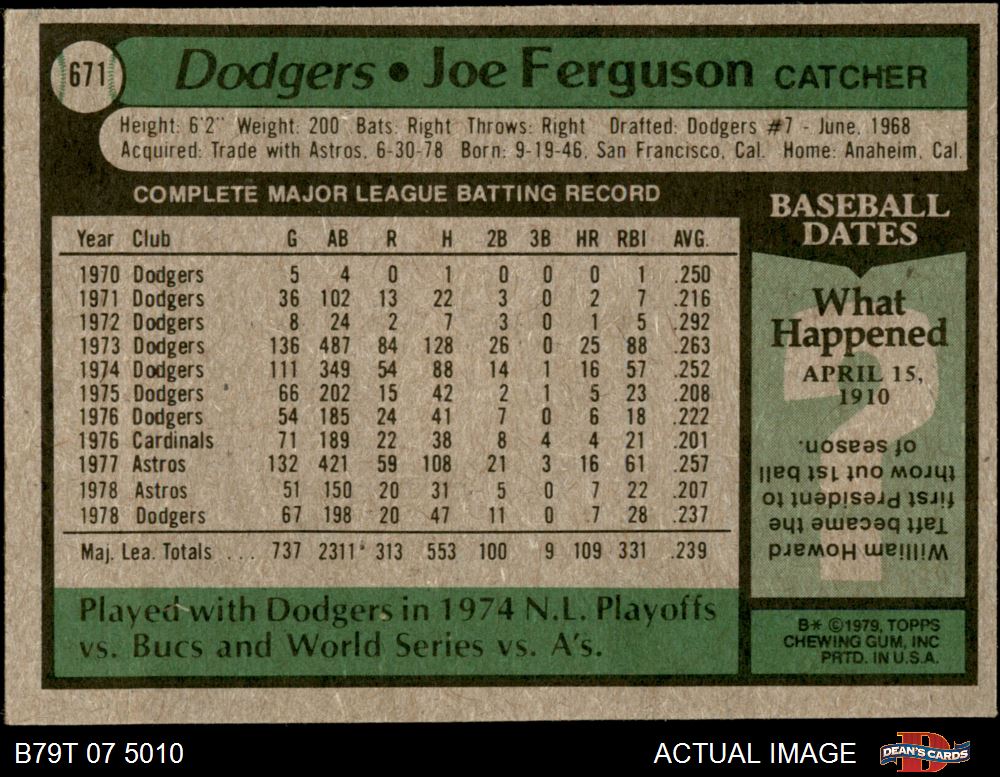 671
Dodgers • Joe Ferguson CATCHER
Height: 6'2" Weight: 200 Bats: Right Throws: Right Drafted: Dodgers #7 - June, 1968
Acquired: Trade with Astros, 6-30-78 Born: 9-19-46, San Francisco, Cal. Home: Anaheim, Cal.
COMPLETE MAJOR LEAGUE BATTING RECORD
Year Club G AB R H 2B 3B HR RBI AVG.
1970 Dodgers 5 4 0 1 0 0 0 1 .250
1971 Dodgers 36 102 13 22 3 0 2 7 .216
1972 Dodgers 8 24 2 7 3 0 1 5 .292
1973 Dodgers 136 487 84 128 26 0 25 88 .263
1974 Dodgers 111 349 54 88 14 1 16 57 .252
1975 Dodgers 66 202 15 42 2 1 5 23 .208
1976 Dodgers 54 185 24 41 7 0 6 18 .222
1976 Cardinals 71 189 22 38 8 4 4 21 .201
1977 Astros 132 421 59 108 21 3 16 61 .257
1978 Astros 51 150 20 31 5 0 7 22 .207
1978 Dodgers 67 198 20 47 11 0 7 28 .237
Maj. Lea. Totals ... 737 2311 313 553 100 9 109 331 .239
Played with Dodgers in 1974 N.L. Playoffs
vs. Bucs and World Series vs. A's.
BASEBALL
DATES
What
Happened
APRIL 15,
1910
William Howard
Taft became the
first President to
throw out 1st ball
of season.
B* ©1979, TOPPS
CHEWING GUM, INC
PRTD. IN U.S.A.
B79T 07 5010
ACTUAL IMAGE
DEAN'S CARDS